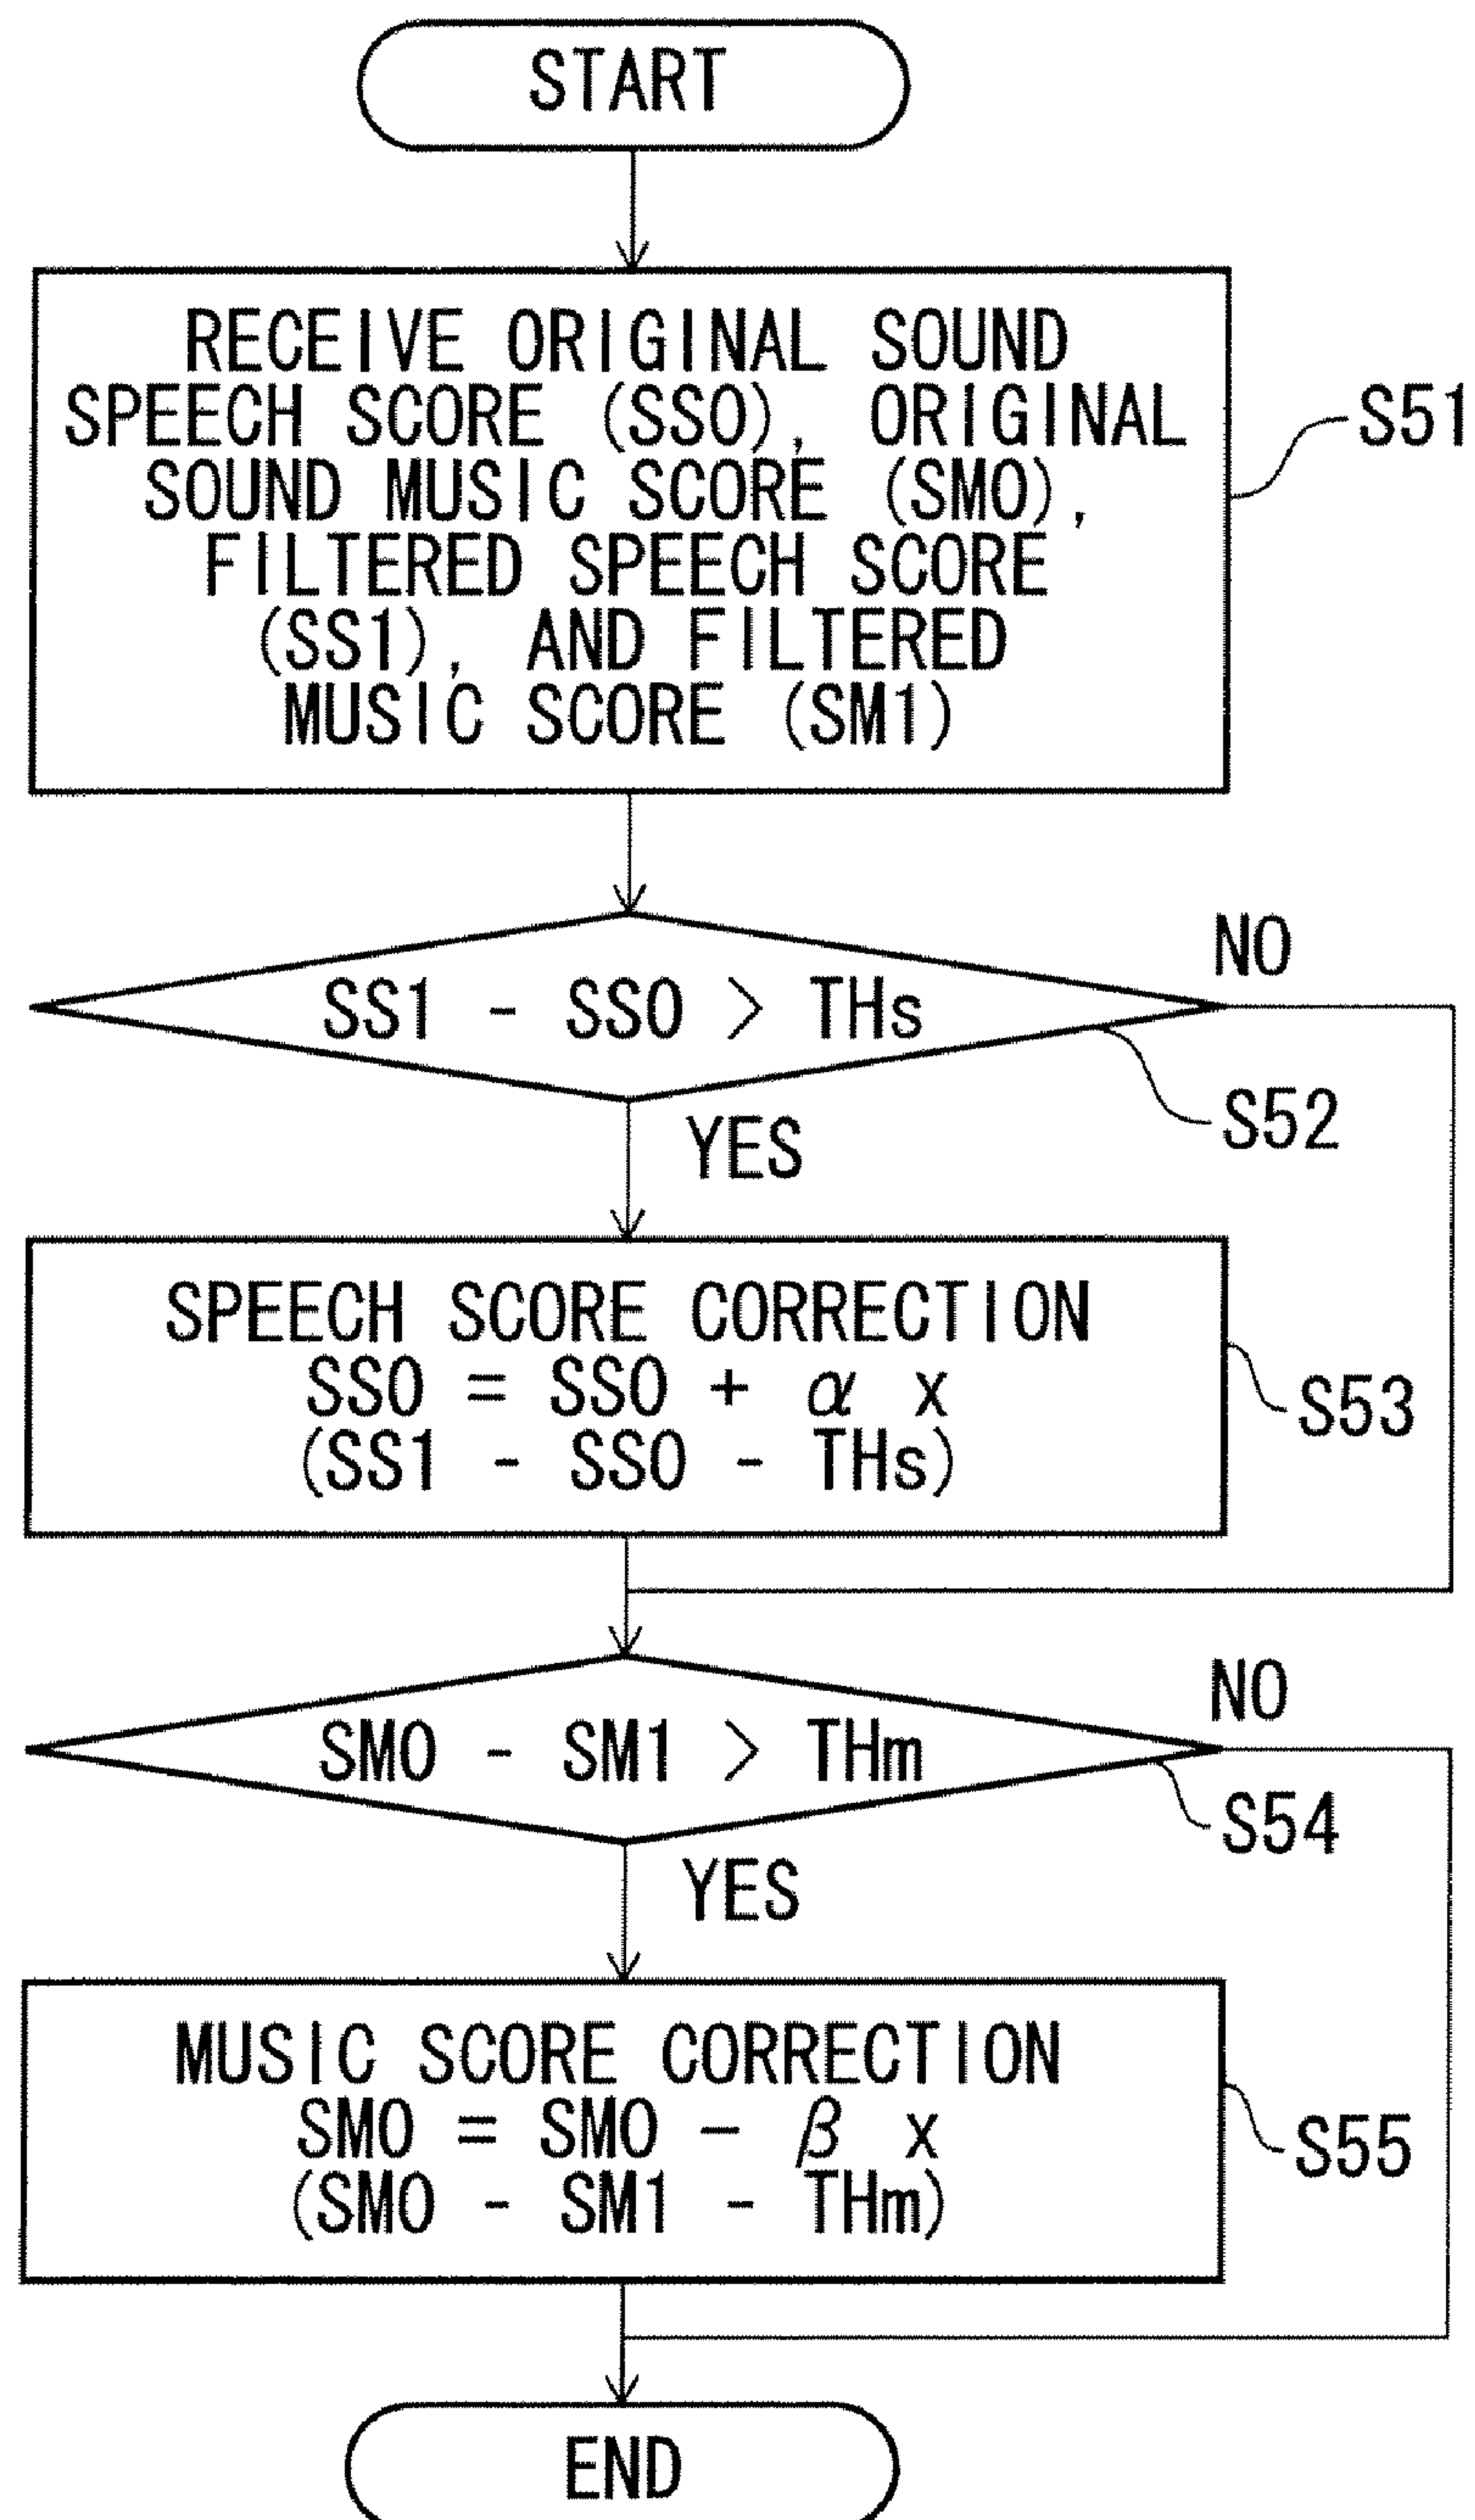 START
RECEIVE ORIGINAL SOUND
SPEECH SCORE (SS0), ORIGINAL
SOUND MUSIC SCORE (SM0),
FILTERED SPEECH SCORE
(SS1), AND FILTERED
MUSIC SCORE (SM1)
S51
SS1 - SS0 > THs
NO
S52
YES
SPEECH SCORE CORRECTION
SS0 = SS0 + α x
(SS1 - SS0 - THs)
S53
SM0 - SM1 > THm
NO
S54
YES
MUSIC SCORE CORRECTION
SM0 = SM0 - β x
(SM0 - SM1 - THm)
S55
END